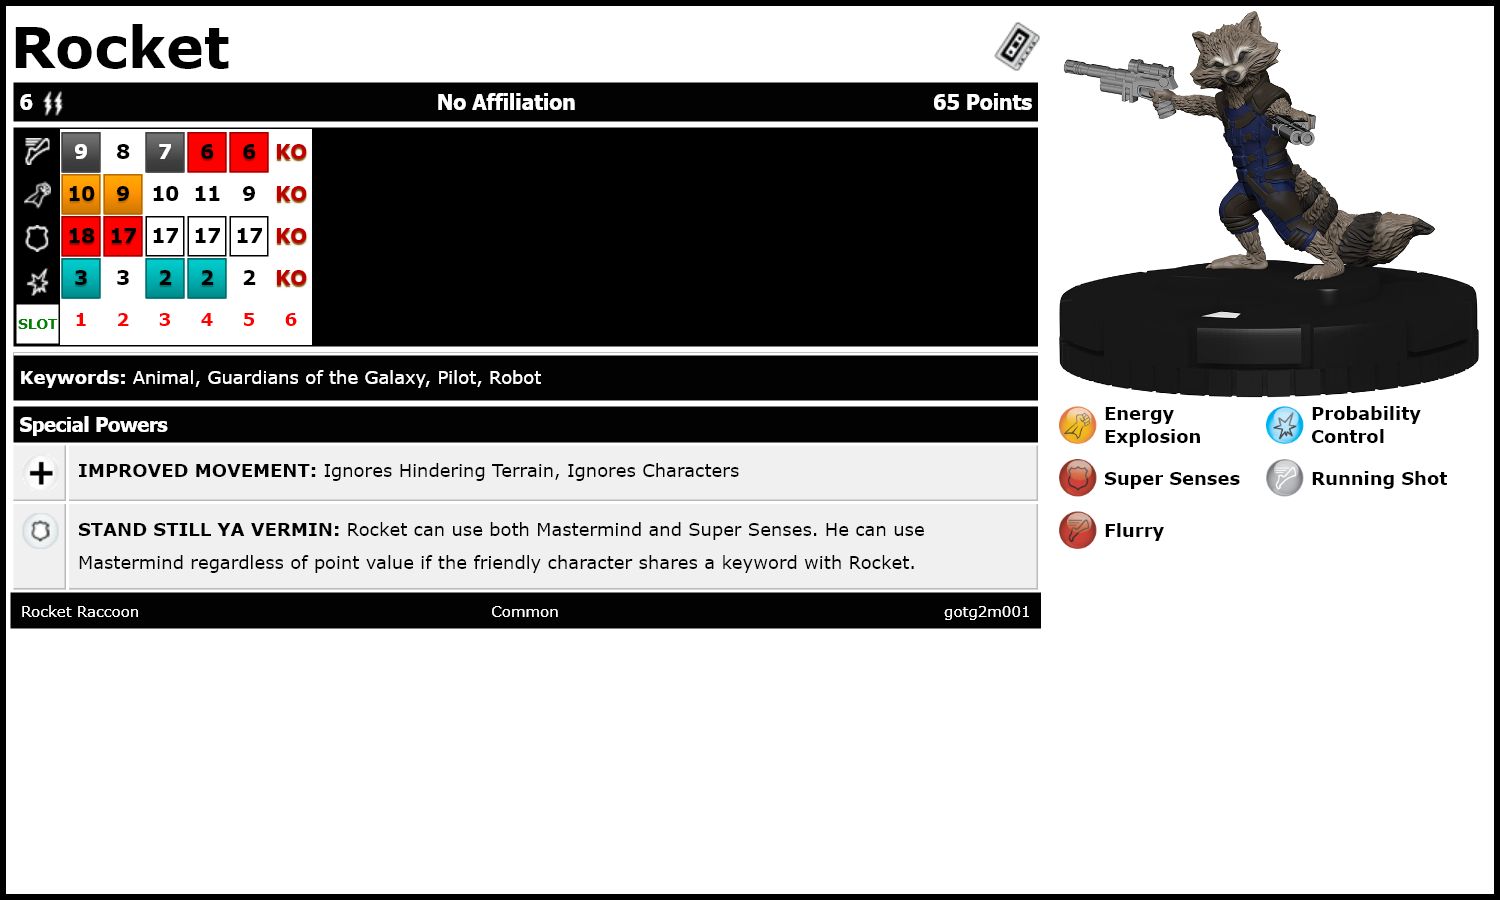 Rocket
6 No Affiliation 65 Points
9 8 7 6 6 KO
10 9 10 11 9 KO
18 17 17 17 17 KO
3 3 2 2 2 KO
SLOT 1 2 3 4 5 6
Keywords: Animal, Guardians of the Galaxy, Pilot, Robot
Special Powers
IMPROVED MOVEMENT: Ignores Hindering Terrain, Ignores Characters
STAND STILL YA VERMIN: Rocket can use both Mastermind and Super Senses. He can use
Mastermind regardless of point value if the friendly character shares a keyword with Rocket.
Rocket Raccoon Common gotg2m001
Energy
Explosion
Probability
Control
Super Senses
Running Shot
Flurry